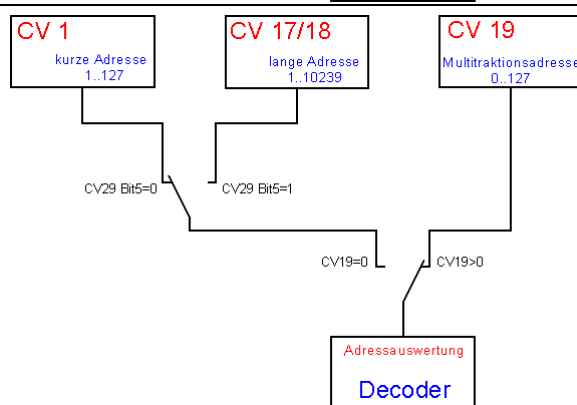 CV 1
kurze Adresse
1..127
CV 17/18
lange Adresse
1..10239
CV 19
Multitraktionsadresse
0..127
CV29 Bit5=0
CV29 Bit5=1
CV19=0
CV19>0
Adressauswertung
Decoder